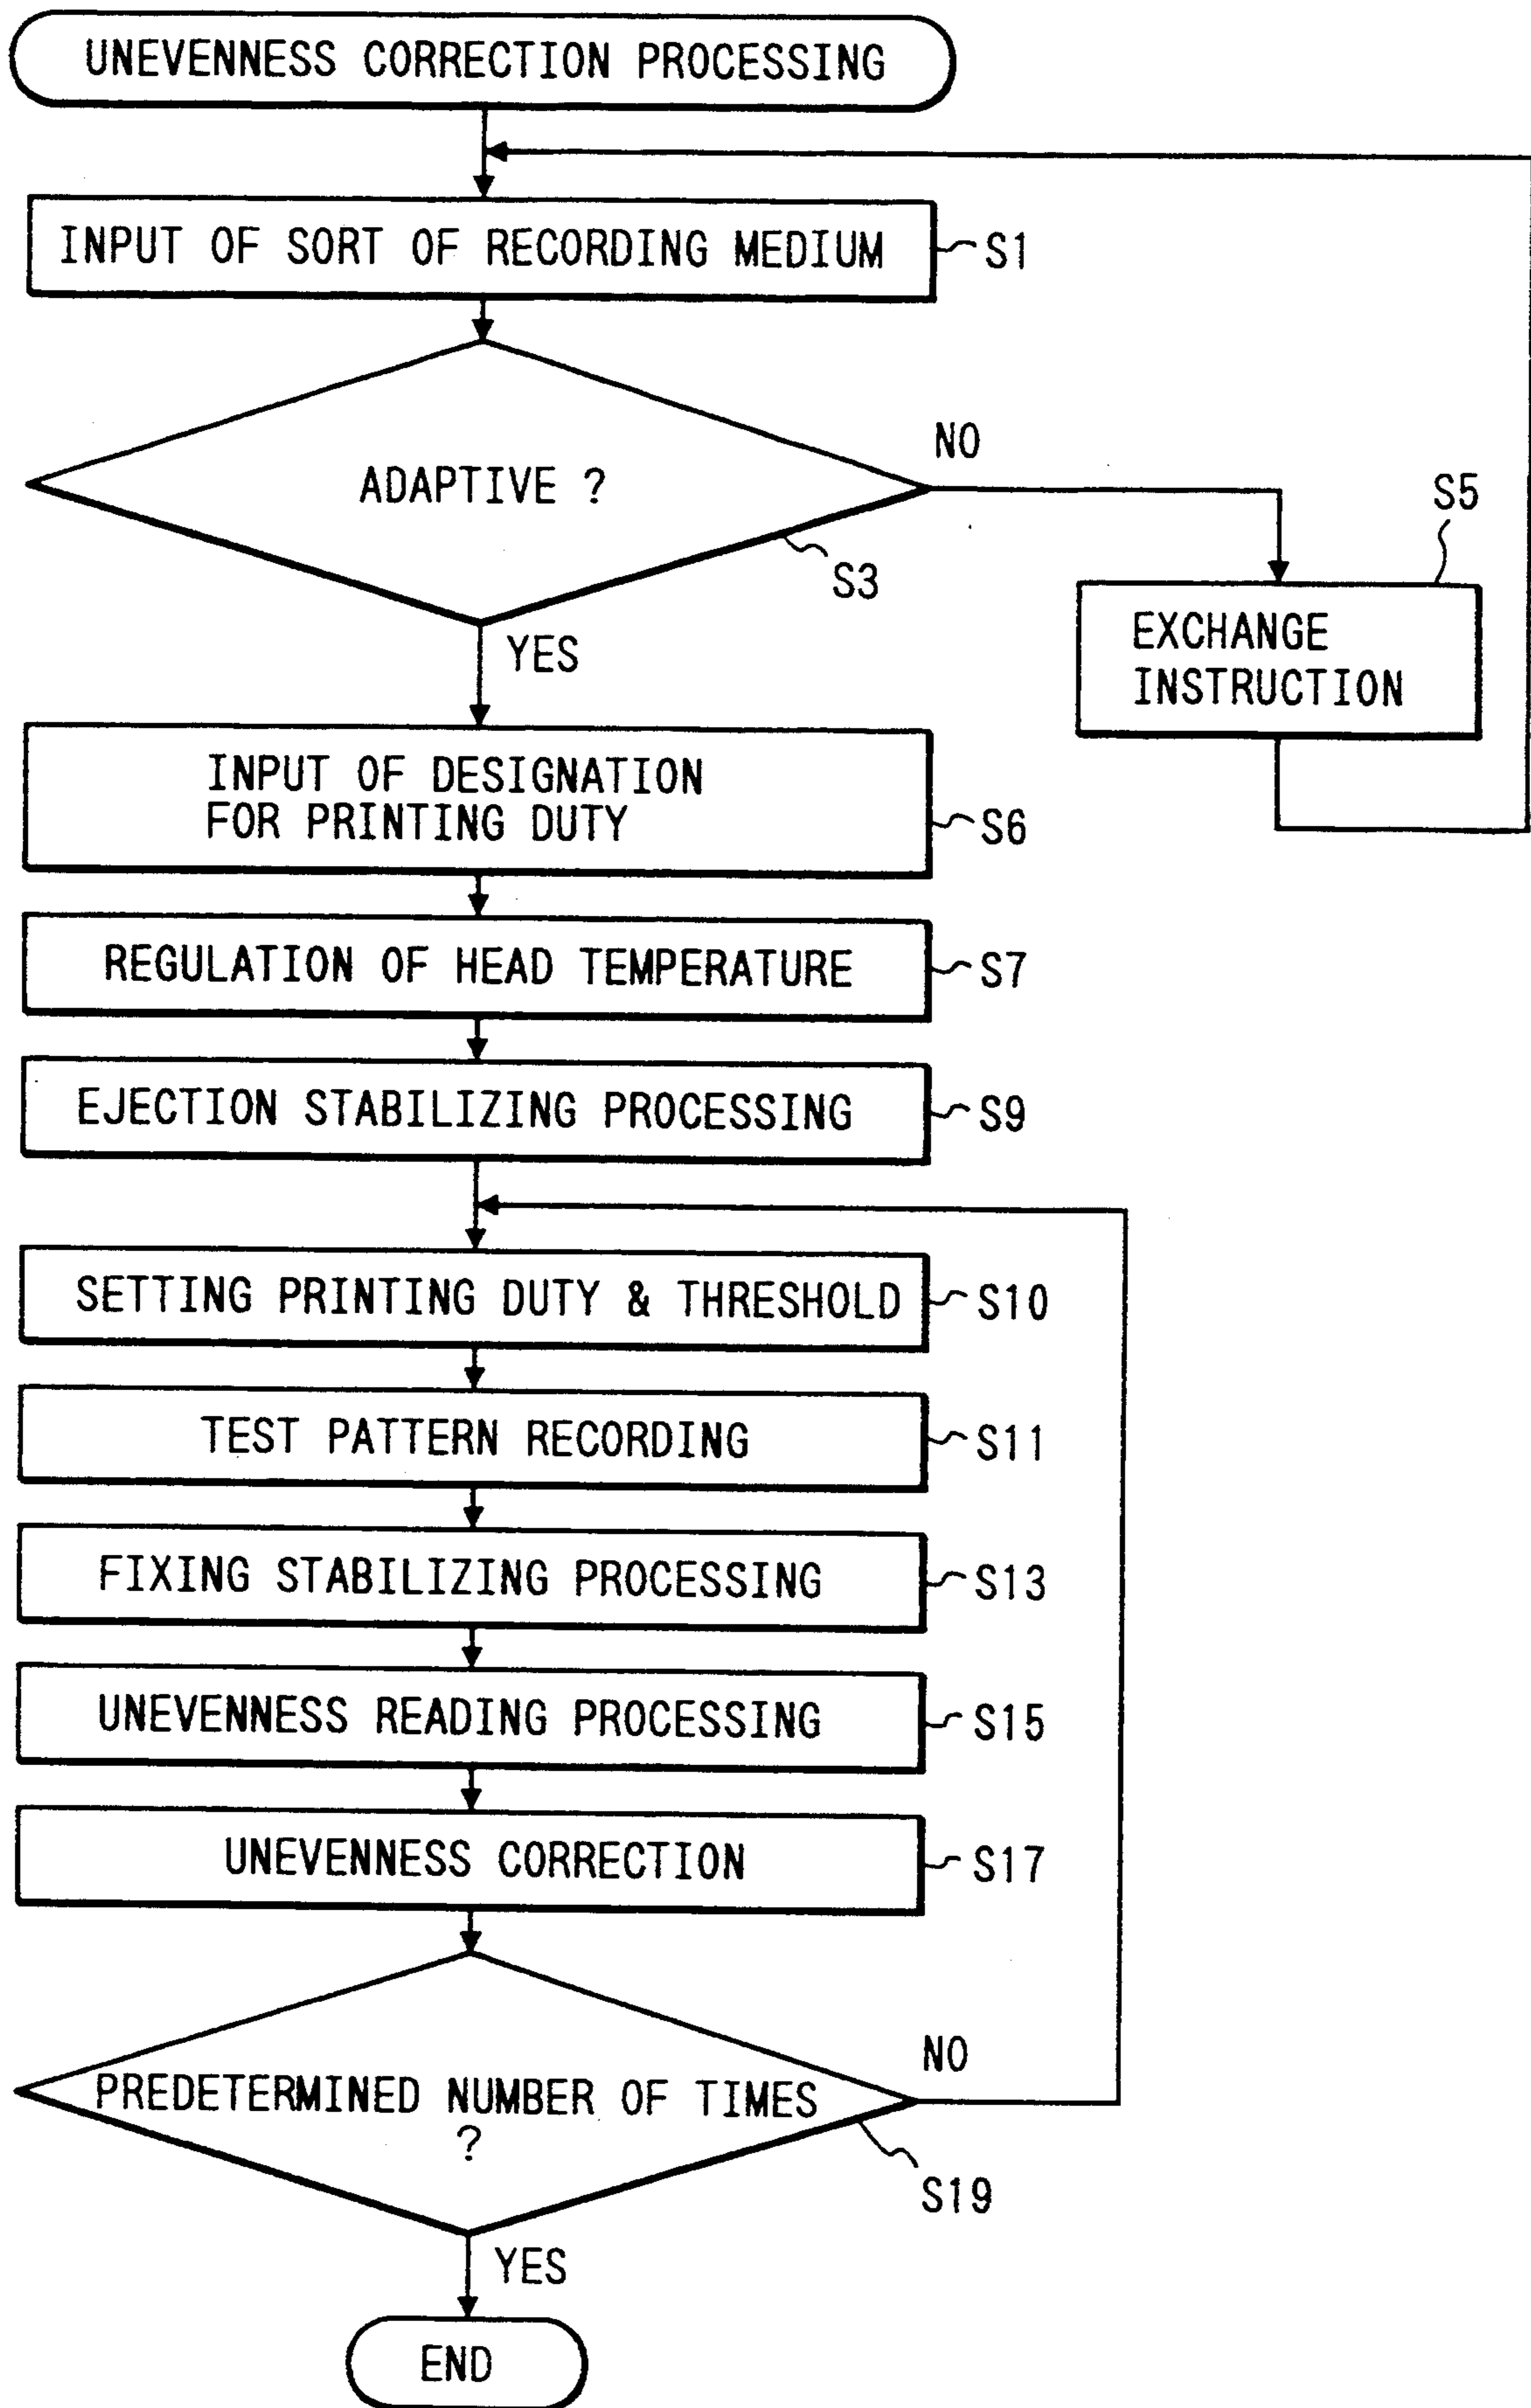 UNEVENNESS CORRECTION PROCESSING
INPUT OF SORT OF RECORDING MEDIUM
S1
ADAPTIVE ?
NO
S3
S5
EXCHANGE
INSTRUCTION
YES
INPUT OF DESIGNATION
FOR PRINTING DUTY
S6
REGULATION OF HEAD TEMPERATURE
S7
EJECTION STABILIZING PROCESSING
S9
SETTING PRINTING DUTY & THRESHOLD
S10
TEST PATTERN RECORDING
S11
FIXING STABILIZING PROCESSING
S13
UNEVENNESS READING PROCESSING
S15
UNEVENNESS CORRECTION
S17
NO
PREDETERMINED NUMBER OF TIMES
?
S19
YES
END